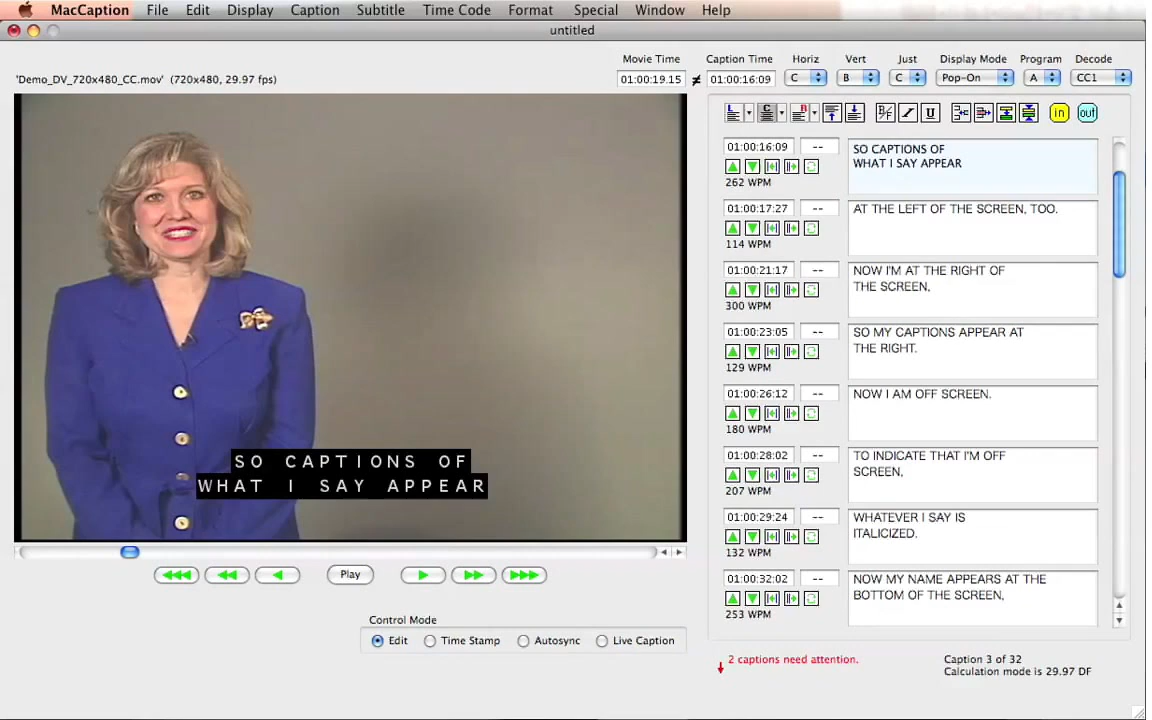 MacCaption File Edit Display Caption Subtitle Time Code Format Special Window Help
untitled
Movie Time Caption Time Horiz Vert Just Display Mode Program Decode
'Demo_DV_720x480_CC.mov' (720x480, 29.97 fps) 01:00:19.15 ≠ 01:00:16:09 C B C Pop-On A CC1
L C R B/F I U in out
01:00:16:09 -- SO CAPTIONS OF
WHAT I SAY APPEAR
262 WPM
01:00:17:27 -- AT THE LEFT OF THE SCREEN, TOO.
114 WPM
01:00:21:17 -- NOW I'M AT THE RIGHT OF
THE SCREEN,
300 WPM
01:00:23:05 -- SO MY CAPTIONS APPEAR AT
THE RIGHT.
129 WPM
01:00:26:12 -- NOW I AM OFF SCREEN.
180 WPM
01:00:28:02 -- TO INDICATE THAT I'M OFF
SCREEN,
207 WPM
01:00:29:24 -- WHATEVER I SAY IS
ITALICIZED.
132 WPM
01:00:32:02 -- NOW MY NAME APPEARS AT THE
BOTTOM OF THE SCREEN,
253 WPM
SO CAPTIONS OF
WHAT I SAY APPEAR
Play
Control Mode
Edit Time Stamp Autosync Live Caption
2 captions need attention.
Caption 3 of 32
Calculation mode is 29.97 DF